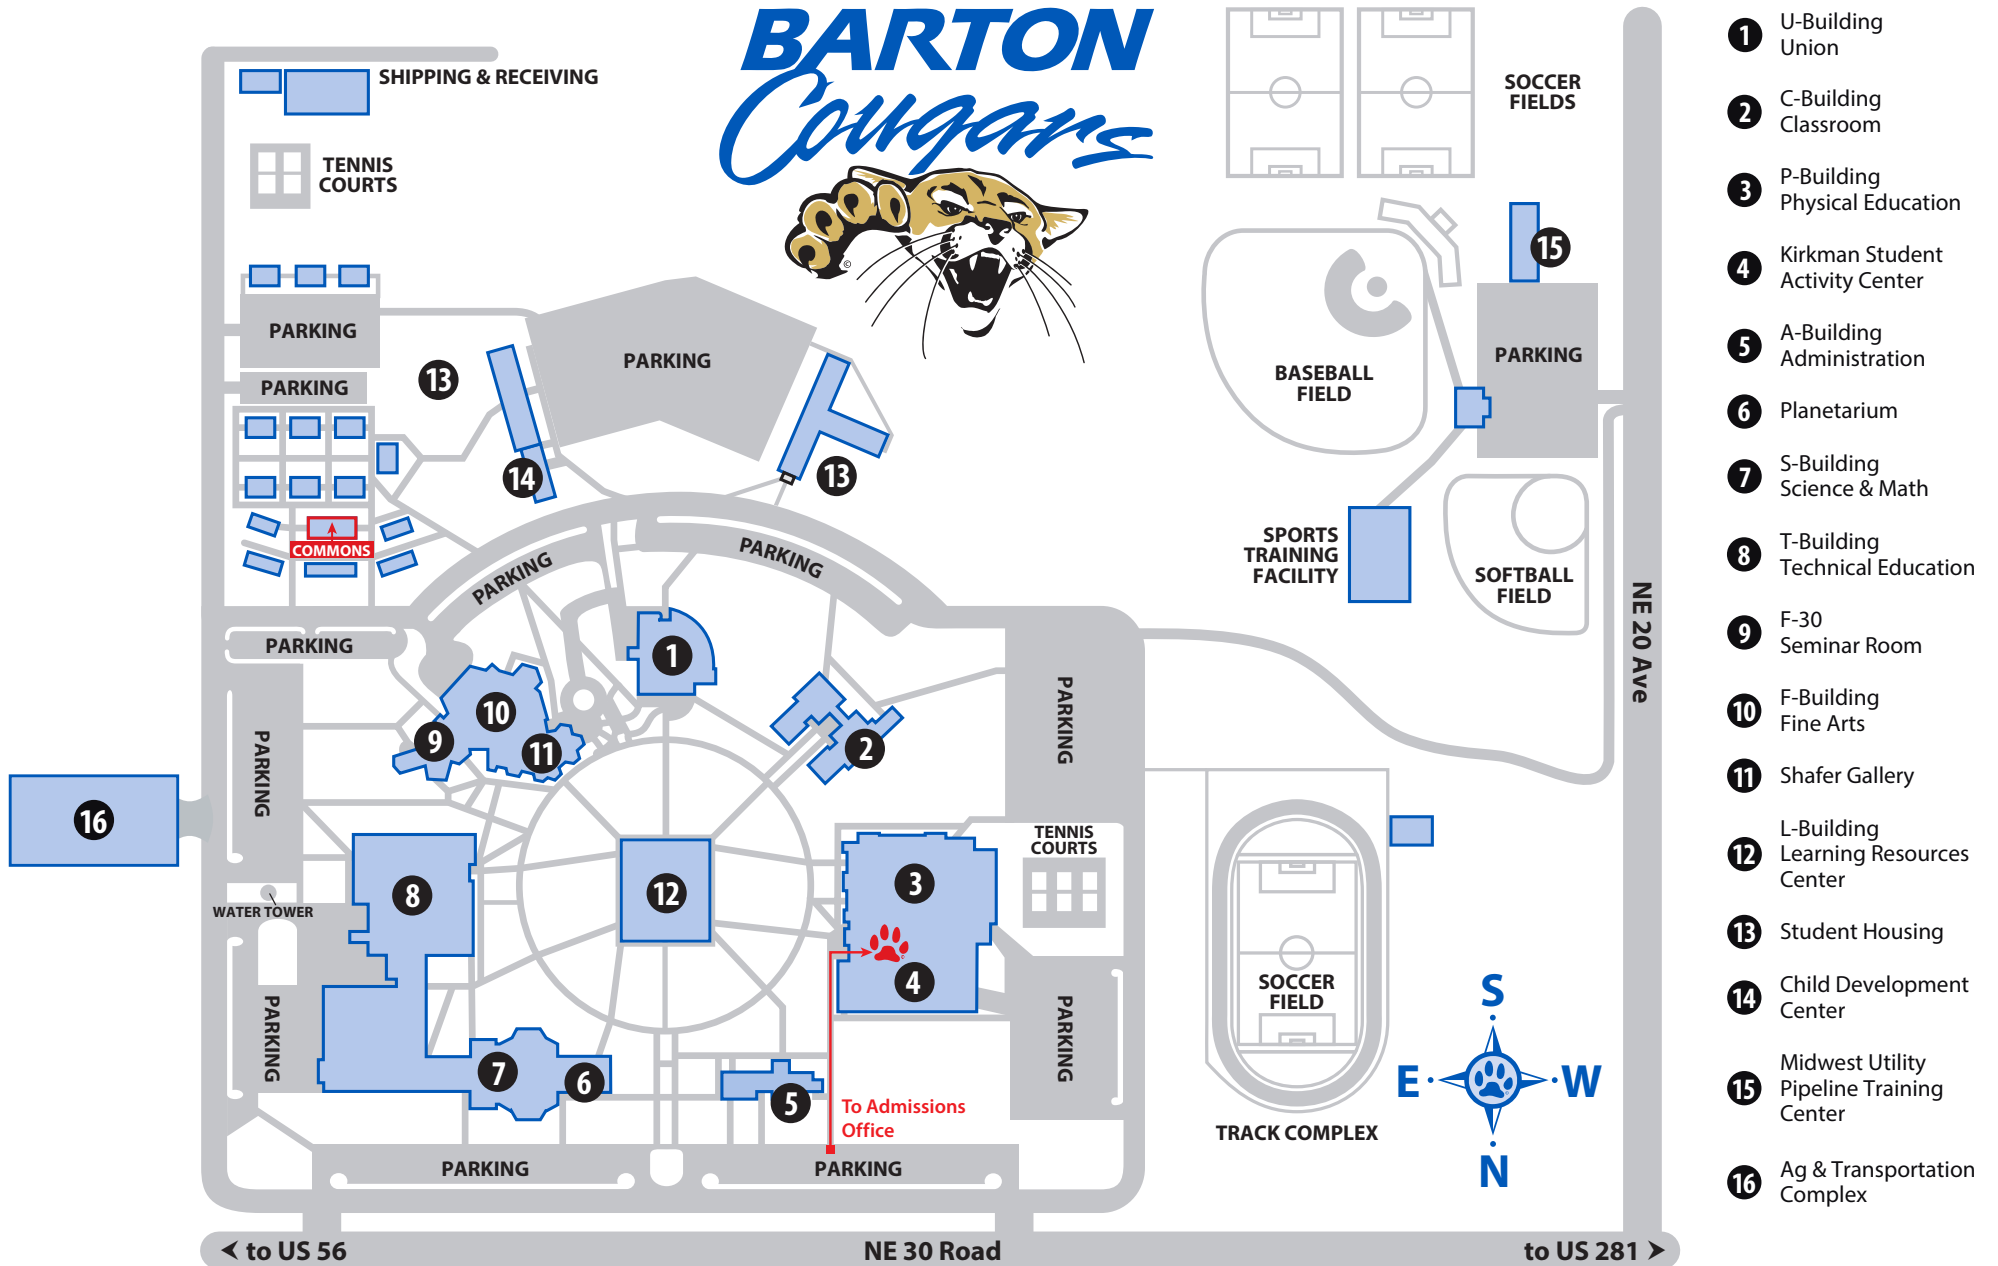 BARTON
Cougars
©
SHIPPING & RECEIVING
TENNIS
COURTS
SOCCER
FIELDS
15
PARKING
PARKING
13
PARKING
PARKING
BASEBALL
FIELD
14
13
COMMONS
PARKING
PARKING
SPORTS
TRAINING
FACILITY
SOFTBALL
FIELD
NE 20 Ave
PARKING
1
10
9
11
2
PARKING
PARKING
16
TENNIS
COURTS
8
12
3
WATER TOWER
4
SOCCER
FIELD
PARKING
PARKING
7
6
5
To Admissions
Office
TRACK COMPLEX
S
E
W
N
PARKING
PARKING
to US 56
NE 30 Road
to US 281
1 U-Building
Union
2 C-Building
Classroom
3 P-Building
Physical Education
4 Kirkman Student
Activity Center
5 A-Building
Administration
6 Planetarium
7 S-Building
Science & Math
8 T-Building
Technical Education
9 F-30
Seminar Room
10 F-Building
Fine Arts
11 Shafer Gallery
12 L-Building
Learning Resources
Center
13 Student Housing
14 Child Development
Center
15 Midwest Utility
Pipeline Training
Center
16 Ag & Transportation
Complex